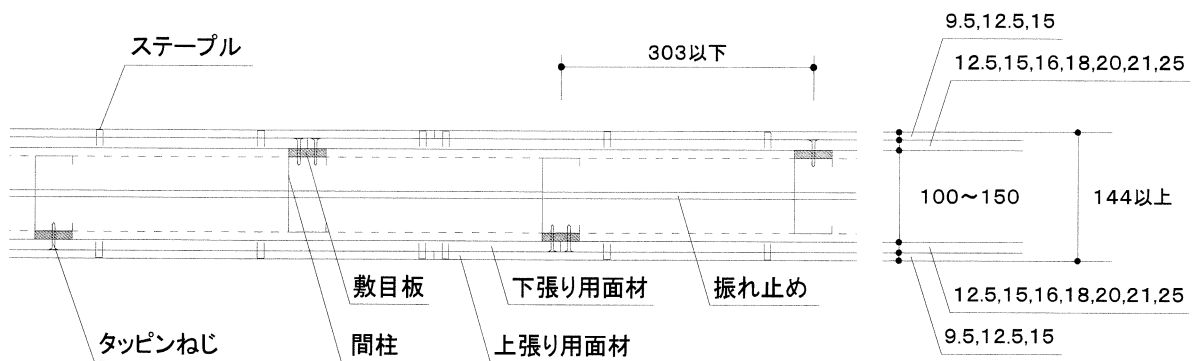 ステープル
303以下
9.5,12.5,15
12.5,15,16,18,20,21,25
100～150
144以上
敷目板
下張り用面材
振れ止め
12.5,15,16,18,20,21,25
タッピンねじ
間柱
上張り用面材
9.5,12.5,15